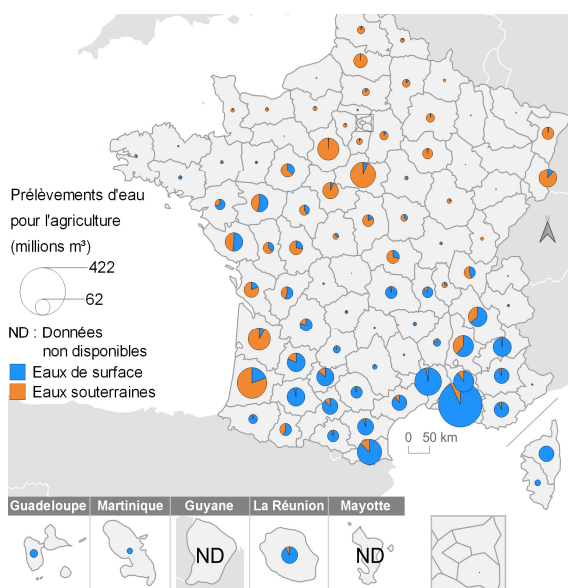 Prélèvements d'eau
pour l'agriculture
(millions m³)
422
62
ND : Données
non disponibles
Eaux de surface
Eaux souterraines
N
0 50 km
Guadeloupe Martinique Guyane La Réunion Mayotte
ND ND